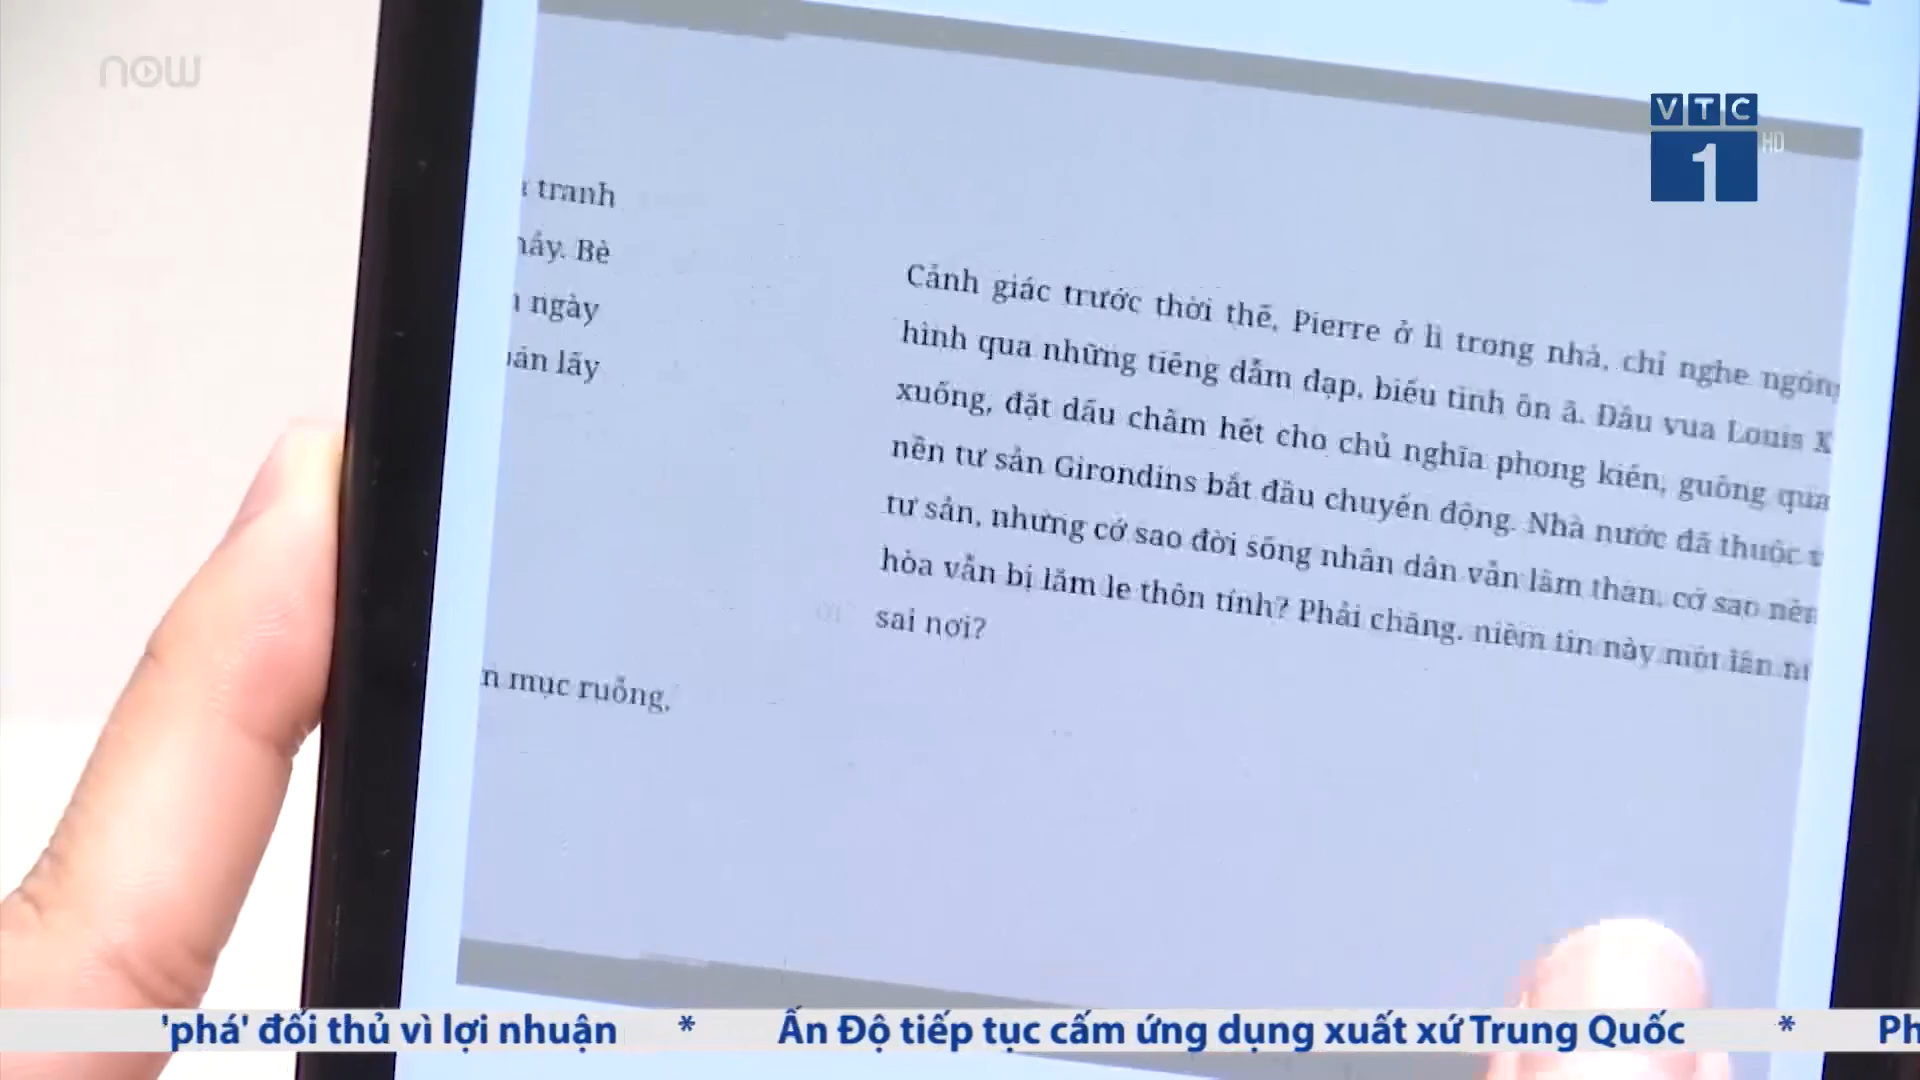 now
VTC
1
HD
tranh
Bè
ngày
lấy
mục ruỗng,
Cảnh giác trước thời thế, Pierre ở lì trong nhà, chỉ nghe ngóng
hình qua những tiếng dẫm đạp, biểu tình ồn ã. Đầu vua Louis
xuống, đặt dấu chấm hết cho chủ nghĩa phong kiến, guồng
nền tư sản Girondins bắt đầu chuyển động. Nhà nước đã thuộc
tư sản, nhưng cớ sao đời sống nhân dân vẫn lầm than, cớ sao nền
hòa vẫn bị lăm le thôn tính? Phải chăng, niềm tin này một lần
sai nơi?
'phá' đối thủ vì lợi nhuận * Ấn Độ tiếp tục cấm ứng dụng xuất xứ Trung Quốc * Ph